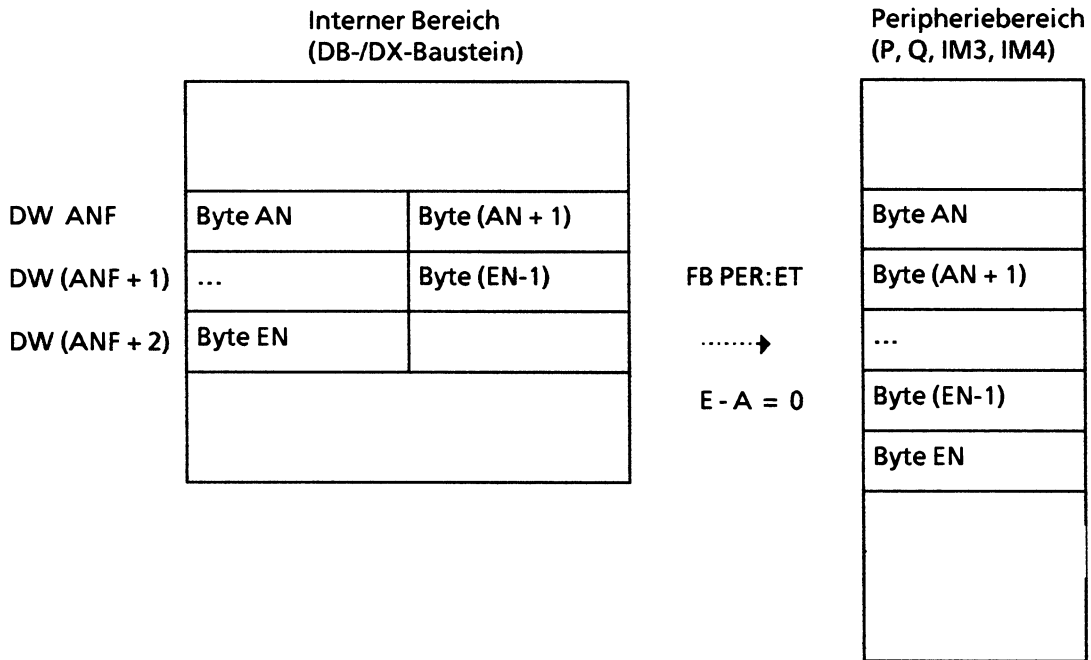 Interner Bereich
(DB-/DX-Baustein)
Peripheriebereich
(P, Q, IM3, IM4)
DW ANF
Byte AN
Byte (AN + 1)
Byte AN
DW (ANF + 1)
...
Byte (EN-1)
FB PER:ET
Byte (AN + 1)
DW (ANF + 2)
Byte EN
...
E - A = 0
Byte (EN-1)
Byte EN